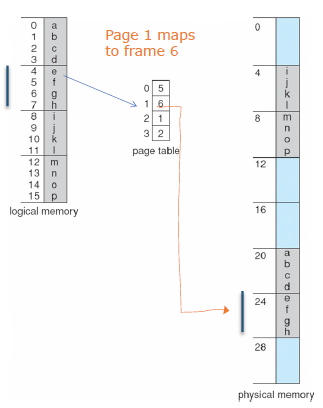 Page 1 maps
to frame 6
0 a
1 b
2 c
3 d
4 e
5 f
6 g
7 h
8 i
9 j
10 k
11 l
12 m
13 n
14 o
15 p
logical memory
0 5
1 6
2 1
3 2
page table
0
4 i
j
k
l
8 m
n
o
p
12
16
20 a
b
c
d
24 e
f
g
h
28
physical memory